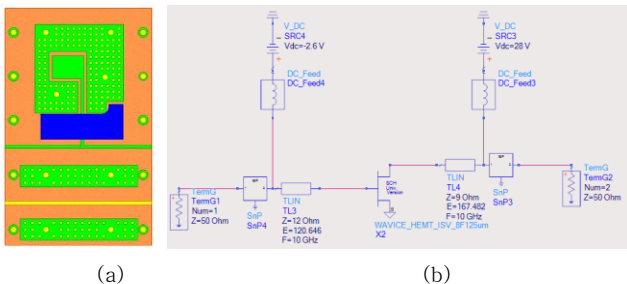 V_DC
SRC4
Vdc=-2.6 V
V_DC
SRC3
Vdc=28 V
DC_Feed
DC_Feed4
DC_Feed
DC_Feed3
TermG
TermG1
Num=1
Z=50 Ohm
SnP
SnP4
TLIN
TL3
Z=12 Ohm
E=120.646
F=10 GHz
WAVICE_HEMT_ISV_8F125um
X2
TLIN
TL4
Z=9 Ohm
E=167.482
F=10 GHz
SnP
SnP3
TermG
TermG2
Num=2
Z=50 Ohm
(a)
(b)